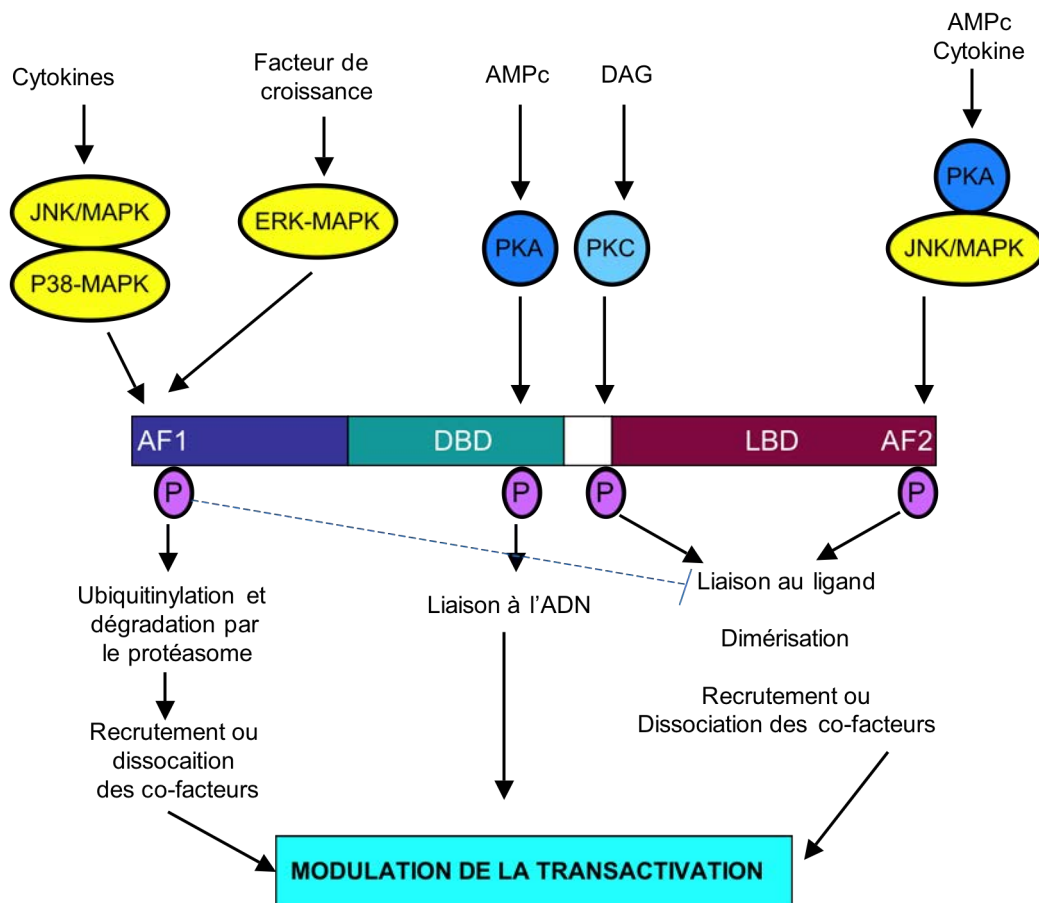 Cytokines
Facteur de
croissance
AMPc
DAG
AMPc
Cytokine
JNK/MAPK
P38-MAPK
ERK-MAPK
PKA
PKC
PKA
JNK/MAPK
AF1
DBD
LBD
AF2
P
P
P
P
Ubiquitinylation et
dégradation par
le protéasome
Recrutement ou
dissocaition
des co-facteurs
Liaison à l'ADN
Liaison au ligand
Dimérisation
Recrutement ou
Dissociation des co-facteurs
MODULATION DE LA TRANSACTIVATION